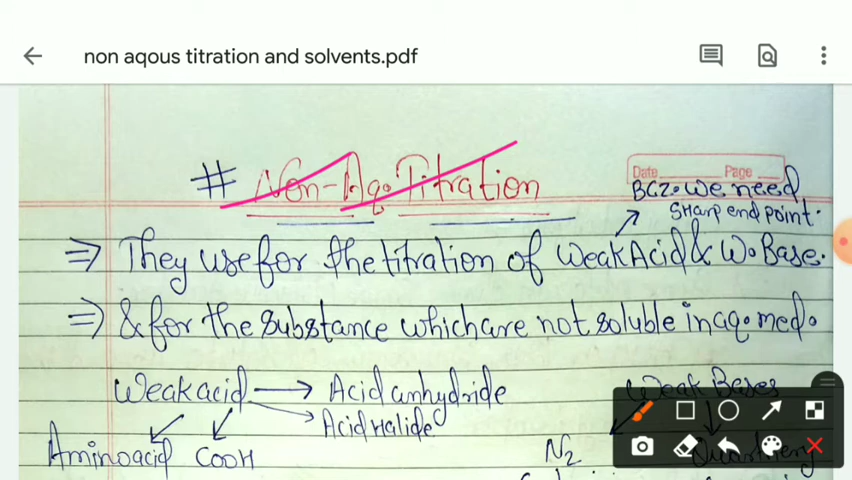 non aqous titration and solvents.pdf
# Non-Aq. Titration
Date Page
BCZ. we need
Sharp end point.
⇒ They use for the titration of Weak Acid & W. Base.
⇒ & for the substance which are not soluble in aq. med.
Weak acid → Acid anhydride
Acid Halide
Weak Bases
Aminoacid COOH
N2